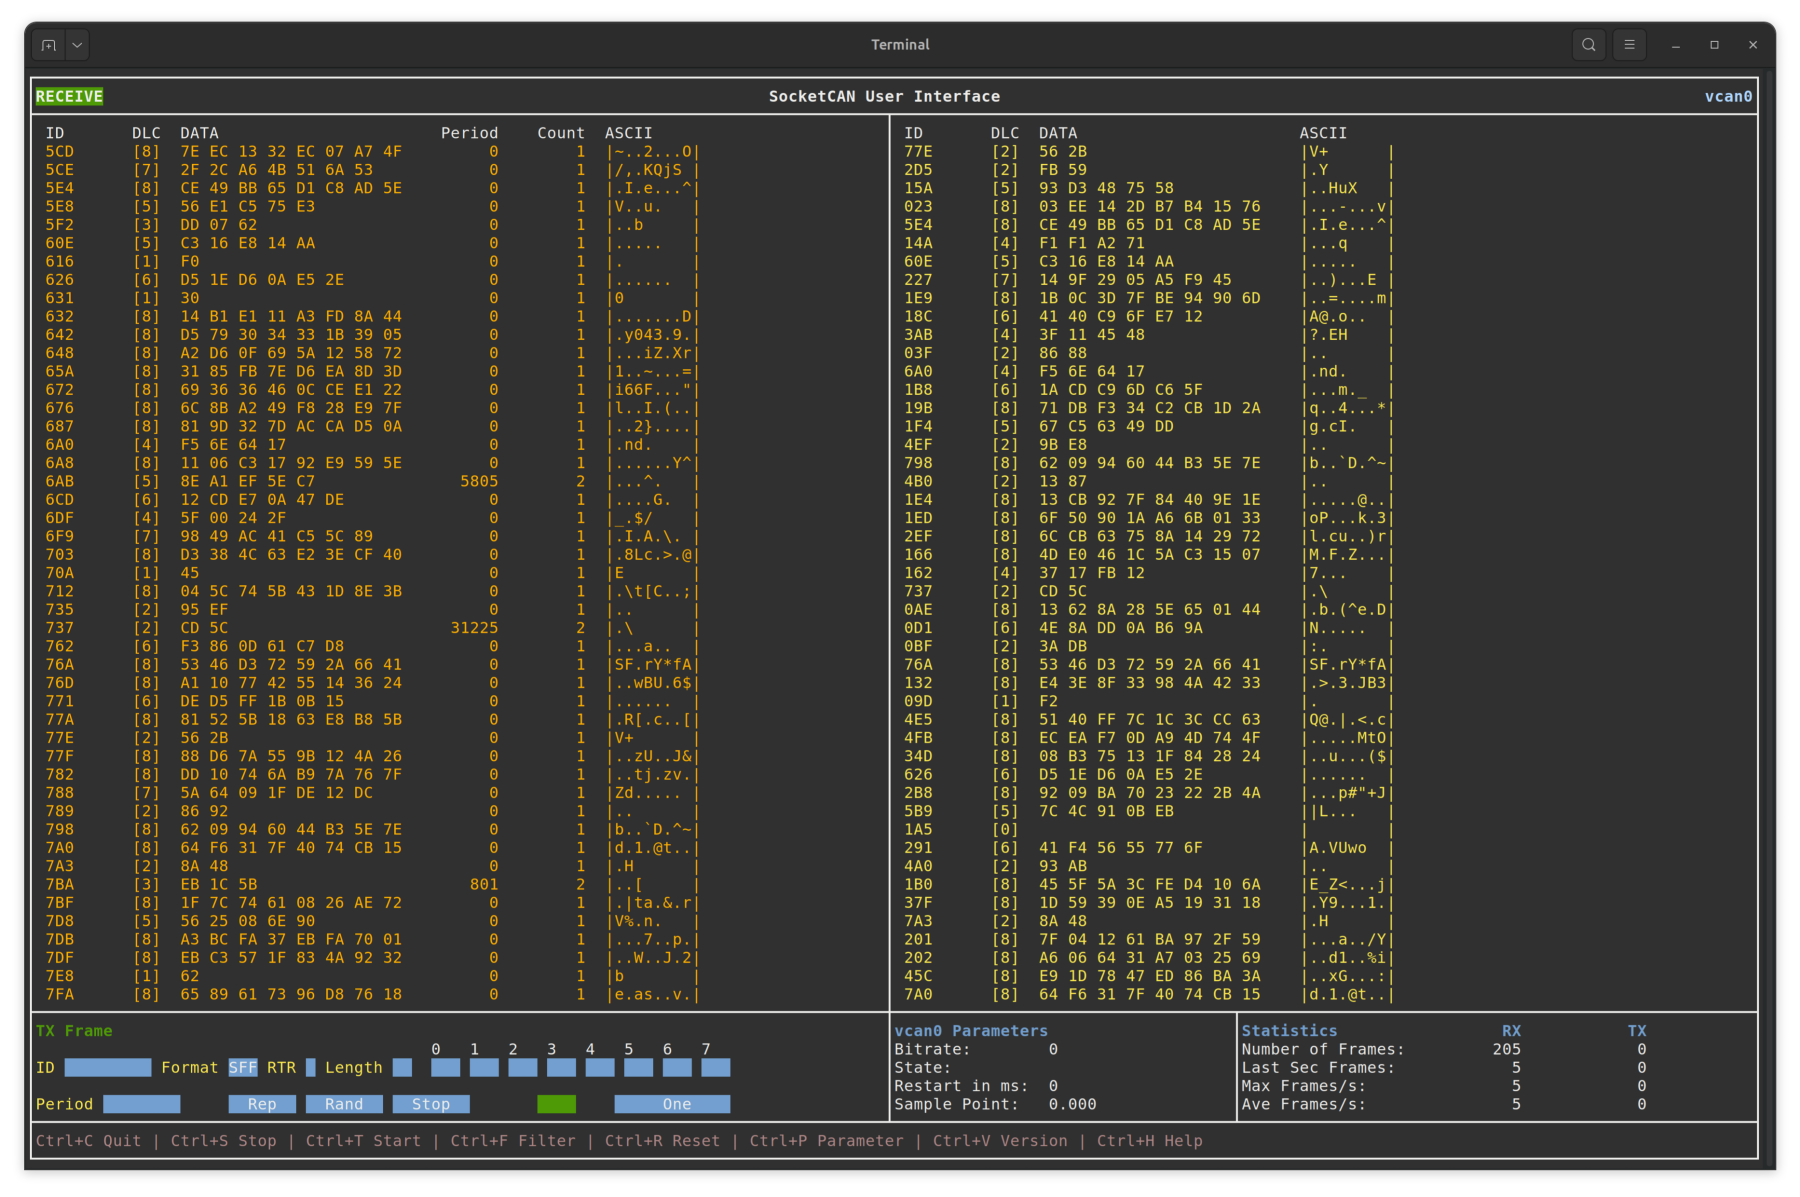 Terminal
RECEIVE SocketCAN User Interface vcan0
ID DLC DATA Period Count ASCII
5CD [8] 7E EC 13 32 EC 07 A7 4F 0 1 |~..2...O|
5CE [7] 2F 2C A6 4B 51 6A 53 0 1 |/,.KQjS |
5E4 [8] CE 49 BB 65 D1 C8 AD 5E 0 1 |.I.e...^|
5E8 [5] 56 E1 C5 75 E3 0 1 |V..u.   |
5F2 [3] DD 07 62 0 1 |..b     |
60E [5] C3 16 E8 14 AA 0 1 |.....   |
616 [1] F0 0 1 |.       |
626 [6] D5 1E D6 0A E5 2E 0 1 |......  |
631 [1] 30 0 1 |0       |
632 [8] 14 B1 E1 11 A3 FD 8A 44 0 1 |.......D|
642 [8] D5 79 30 34 33 1B 39 05 0 1 |.y043.9.|
648 [8] A2 D6 0F 69 5A 12 58 72 0 1 |...iZ.Xr|
65A [8] 31 85 FB 7E D6 EA 8D 3D 0 1 |1..~...=|
672 [8] 69 36 36 46 0C CE E1 22 0 1 |i66F..."|
676 [8] 6C 8B A2 49 F8 28 E9 7F 0 1 |l..I.(..|
687 [8] 81 9D 32 7D AC CA D5 0A 0 1 |..2}....|
6A0 [4] F5 6E 64 17 0 1 |.nd.    |
6A8 [8] 11 06 C3 17 92 E9 59 5E 0 1 |......Y^|
6AB [5] 8E A1 EF 5E C7 5805 2 |...^.   |
6CD [6] 12 CD E7 0A 47 DE 0 1 |....G.  |
6DF [4] 5F 00 24 2F 0 1 |_.$/    |
6F9 [7] 98 49 AC 41 C5 5C 89 0 1 |.I.A.\. |
703 [8] D3 38 4C 63 E2 3E CF 40 0 1 |.8Lc.>.@|
70A [1] 45 0 1 |E       |
712 [8] 04 5C 74 5B 43 1D 8E 3B 0 1 |.\t[C..;|
735 [2] 95 EF 0 1 |..      |
737 [2] CD 5C 31225 2 |.\      |
762 [6] F3 86 0D 61 C7 D8 0 1 |...a..  |
76A [8] 53 46 D3 72 59 2A 66 41 0 1 |SF.rY*fA|
76D [8] A1 10 77 42 55 14 36 24 0 1 |..wBU.6$|
771 [6] DE D5 FF 1B 0B 15 0 1 |......  |
77A [8] 81 52 5B 18 63 E8 B8 5B 0 1 |.R[.c..[|
77E [2] 56 2B 0 1 |V+      |
77F [8] 88 D6 7A 55 9B 12 4A 26 0 1 |..zU..J&|
782 [8] DD 10 74 6A B9 7A 76 7F 0 1 |..tj.zv.|
788 [7] 5A 64 09 1F DE 12 DC 0 1 |Zd..... |
789 [2] 86 92 0 1 |..      |
798 [8] 62 09 94 60 44 B3 5E 7E 0 1 |b..`D.^~|
7A0 [8] 64 F6 31 7F 40 74 CB 15 0 1 |d.1.@t..|
7A3 [2] 8A 48 0 1 |.H      |
7BA [3] EB 1C 5B 801 2 |..[     |
7BF [8] 1F 7C 74 61 08 26 AE 72 0 1 |.|ta.&.r|
7D8 [5] 56 25 08 6E 90 0 1 |V%.n.   |
7DB [8] A3 BC FA 37 EB FA 70 01 0 1 |...7..p.|
7DF [8] EB C3 57 1F 83 4A 92 32 0 1 |..W..J.2|
7E8 [1] 62 0 1 |b       |
7FA [8] 65 89 61 73 96 D8 76 18 0 1 |e.as..v.|
ID DLC DATA ASCII
77E [2] 56 2B |V+      |
2D5 [2] FB 59 |.Y      |
15A [5] 93 D3 48 75 58 |..HuX   |
023 [8] 03 EE 14 2D B7 B4 15 76 |...-...v|
5E4 [8] CE 49 BB 65 D1 C8 AD 5E |.I.e...^|
14A [4] F1 F1 A2 71 |...q    |
60E [5] C3 16 E8 14 AA |.....   |
227 [7] 14 9F 29 05 A5 F9 45 |..)...E |
1E9 [8] 1B 0C 3D 7F BE 94 90 6D |..=....m|
18C [6] 41 40 C9 6F E7 12 |A@.o..  |
3AB [4] 3F 11 45 48 |?.EH    |
03F [2] 86 88 |..      |
6A0 [4] F5 6E 64 17 |.nd.    |
1B8 [6] 1A CD C9 6D C6 5F |...m._  |
19B [8] 71 DB F3 34 C2 CB 1D 2A |q..4...*|
1F4 [5] 67 C5 63 49 DD |g.cI.   |
4EF [2] 9B E8 |..      |
798 [8] 62 09 94 60 44 B3 5E 7E |b..`D.^~|
4B0 [2] 13 87 |..      |
1E4 [8] 13 CB 92 7F 84 40 9E 1E |.....@..|
1ED [8] 6F 50 90 1A A6 6B 01 33 |oP...k.3|
2EF [8] 6C CB 63 75 8A 14 29 72 |l.cu..)r|
166 [8] 4D E0 46 1C 5A C3 15 07 |M.F.Z...|
162 [4] 37 17 FB 12 |7...    |
737 [2] CD 5C |.\      |
0AE [8] 13 62 8A 28 5E 65 01 44 |.b.(^e.D|
0D1 [6] 4E 8A DD 0A B6 9A |N.....  |
0BF [2] 3A DB |:.      |
76A [8] 53 46 D3 72 59 2A 66 41 |SF.rY*fA|
132 [8] E4 3E 8F 33 98 4A 42 33 |.>.3.JB3|
09D [1] F2 |.       |
4E5 [8] 51 40 FF 7C 1C 3C CC 63 |Q@.|.<.c|
4FB [8] EC EA F7 0D A9 4D 74 4F |.....MtO|
34D [8] 08 B3 75 13 1F 84 28 24 |..u...($|
626 [6] D5 1E D6 0A E5 2E |......  |
2B8 [8] 92 09 BA 70 23 22 2B 4A |...p#"+J|
5B9 [5] 7C 4C 91 0B EB ||L...   |
1A5 [0] |        |
291 [6] 41 F4 56 55 77 6F |A.VUwo  |
4A0 [2] 93 AB |..      |
1B0 [8] 45 5F 5A 3C FE D4 10 6A |E_Z<...j|
37F [8] 1D 59 39 0E A5 19 31 18 |.Y9...1.|
7A3 [2] 8A 48 |.H      |
201 [8] 7F 04 12 61 BA 97 2F 59 |...a../Y|
202 [8] A6 06 64 31 A7 03 25 69 |..d1..%i|
45C [8] E9 1D 78 47 ED 86 BA 3A |..xG...:|
7A0 [8] 64 F6 31 7F 40 74 CB 15 |d.1.@t..|
TX Frame
0 1 2 3 4 5 6 7
ID Format SFF RTR Length
Period Rep Rand Stop One
vcan0 Parameters
Bitrate: 0
State:
Restart in ms: 0
Sample Point: 0.000
Statistics RX TX
Number of Frames: 205 0
Last Sec Frames: 5 0
Max Frames/s: 5 0
Ave Frames/s: 5 0
Ctrl+C Quit | Ctrl+S Stop | Ctrl+T Start | Ctrl+F Filter | Ctrl+R Reset | Ctrl+P Parameter | Ctrl+V Version | Ctrl+H Help